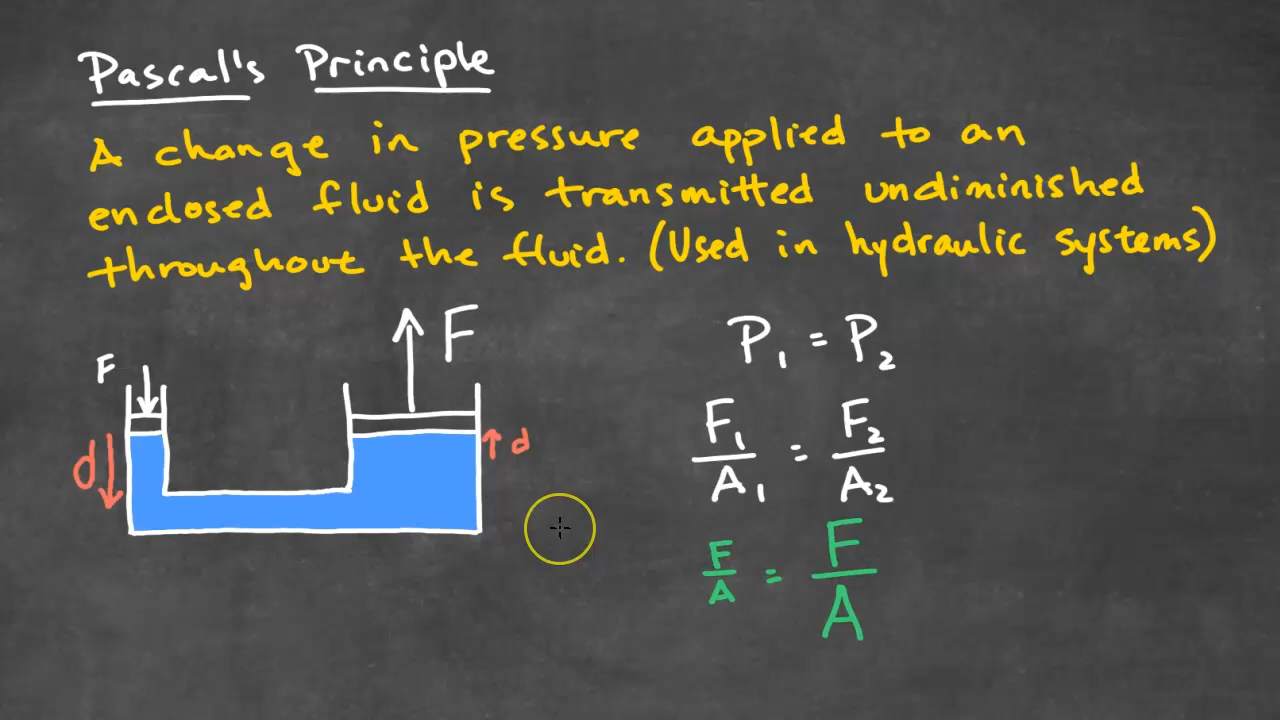 Pascal's Principle
A change in pressure applied to an
enclosed fluid is transmitted undiminished
throughout the fluid. (Used in hydraulic systems)
F
F
d
d
P₁ = P₂
F₁/A₁ = F₂/A₂
F/A = F/A